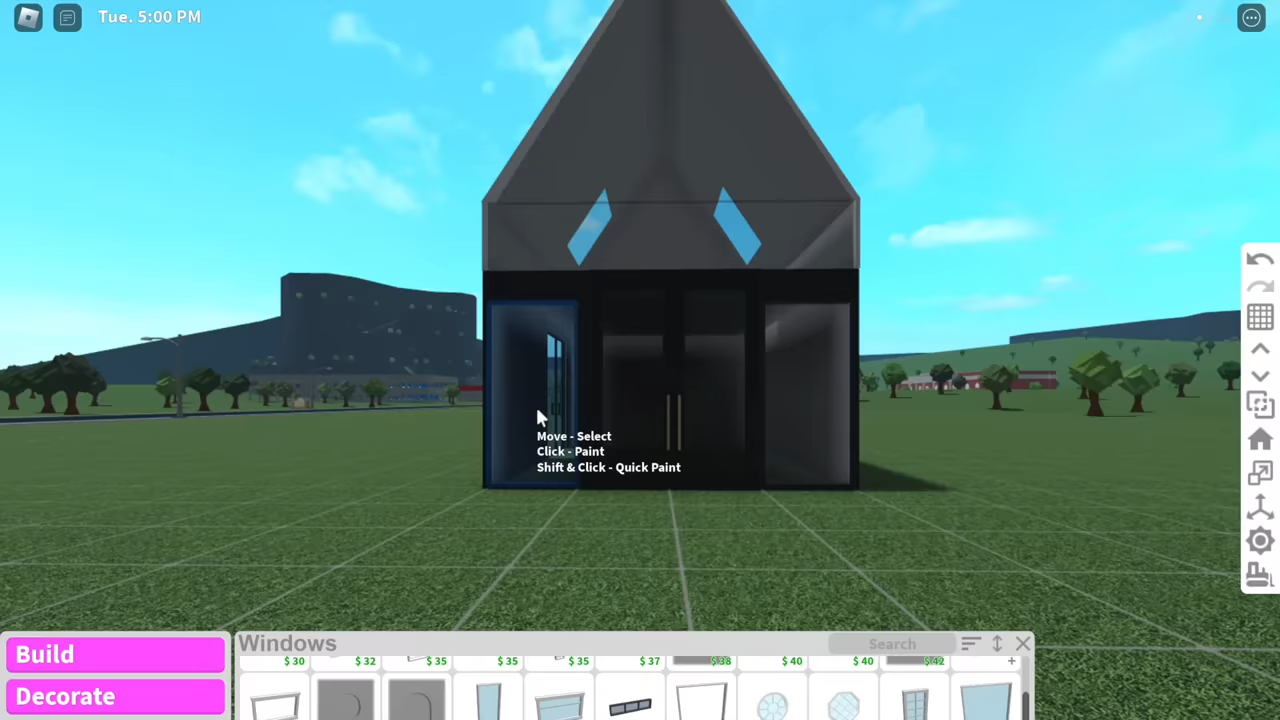 Tue. 5:00 PM
Move - Select
Click - Paint
Shift & Click - Quick Paint
Build
Decorate
Windows
Search
$ 30
$ 32
$ 35
$ 35
$ 35
$ 37
$ 38
$ 40
$ 40
$ 42
+